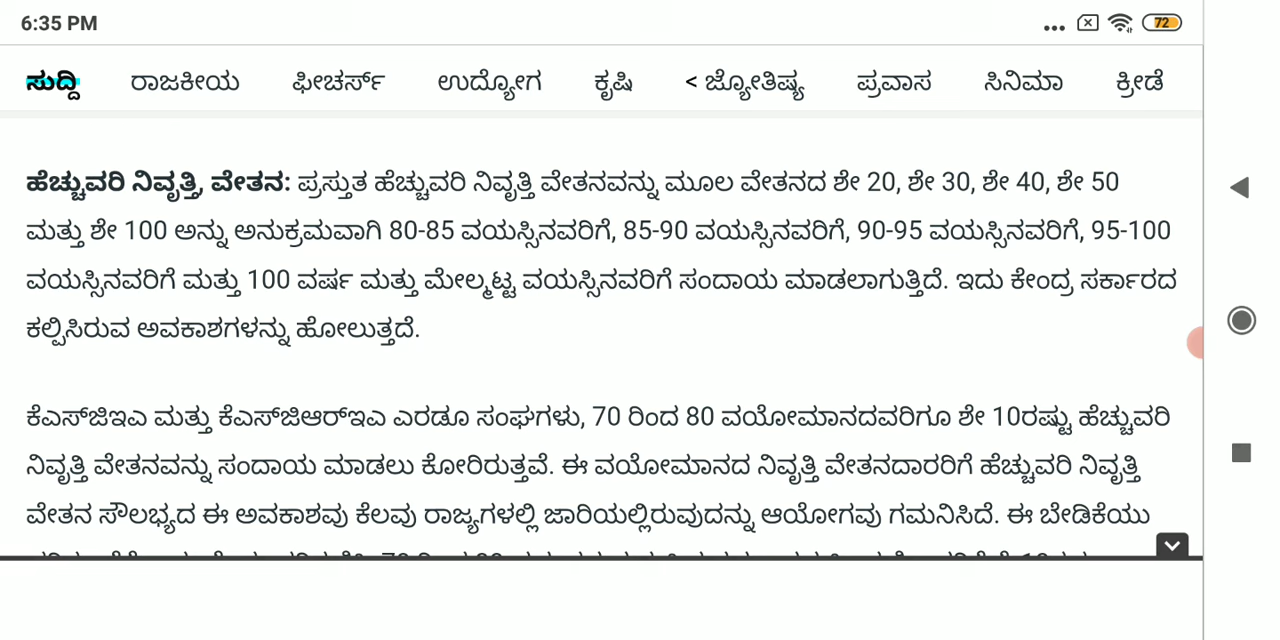 6:35 PM
72
ಸುದ್ದಿ ರಾಜಕೀಯ ಫೀಚರ್ಸ್ ಉದ್ಯೋಗ ಕೃಷಿ < ಜ್ಯೋತಿಷ್ಯ ಪ್ರವಾಸ ಸಿನಿಮಾ ಕ್ರೀಡೆ
ಹೆಚ್ಚುವರಿ ನಿವೃತ್ತಿ, ವೇತನ: ಪ್ರಸ್ತುತ ಹೆಚ್ಚುವರಿ ನಿವೃತ್ತಿ ವೇತನವನ್ನು ಮೂಲ ವೇತನದ ಶೇ 20, ಶೇ 30, ಶೇ 40, ಶೇ 50
ಮತ್ತು ಶೇ 100 ಅನ್ನು ಅನುಕ್ರಮವಾಗಿ 80-85 ವಯಸ್ಸಿನವರಿಗೆ, 85-90 ವಯಸ್ಸಿನವರಿಗೆ, 90-95 ವಯಸ್ಸಿನವರಿಗೆ, 95-100
ವಯಸ್ಸಿನವರಿಗೆ ಮತ್ತು 100 ವರ್ಷ ಮತ್ತು ಮೇಲ್ಮಟ್ಟ ವಯಸ್ಸಿನವರಿಗೆ ಸಂದಾಯ ಮಾಡಲಾಗುತ್ತಿದೆ. ಇದು ಕೇಂದ್ರ ಸರ್ಕಾರದ
ಕಲ್ಪಿಸಿರುವ ಅವಕಾಶಗಳನ್ನು ಹೋಲುತ್ತದೆ.
ಕೆಎಸ್‌ಜಿಇಎ ಮತ್ತು ಕೆಎಸ್‌ಜಿಆರ್‌ಇಎ ಎರಡೂ ಸಂಘಗಳು, 70 ರಿಂದ 80 ವಯೋಮಾನದವರಿಗೂ ಶೇ 10ರಷ್ಟು ಹೆಚ್ಚುವರಿ
ನಿವೃತ್ತಿ ವೇತನವನ್ನು ಸಂದಾಯ ಮಾಡಲು ಕೋರಿರುತ್ತವೆ. ಈ ವಯೋಮಾನದ ನಿವೃತ್ತಿ ವೇತನದಾರರಿಗೆ ಹೆಚ್ಚುವರಿ ನಿವೃತ್ತಿ
ವೇತನ ಸೌಲಭ್ಯದ ಈ ಅವಕಾಶವು ಕೆಲವು ರಾಜ್ಯಗಳಲ್ಲಿ ಜಾರಿಯಲ್ಲಿರುವುದನ್ನು ಆಯೋಗವು ಗಮನಿಸಿದೆ. ಈ ಬೇಡಿಕೆಯು